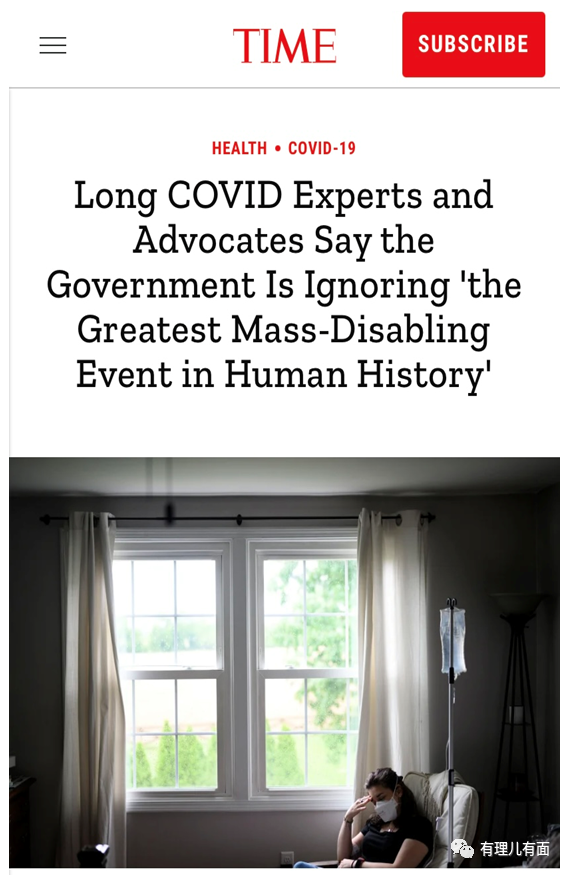 TIME
SUBSCRIBE
HEALTH • COVID-19
Long COVID Experts and
Advocates Say the
Government Is Ignoring 'the
Greatest Mass-Disabling
Event in Human History'
有理儿有面